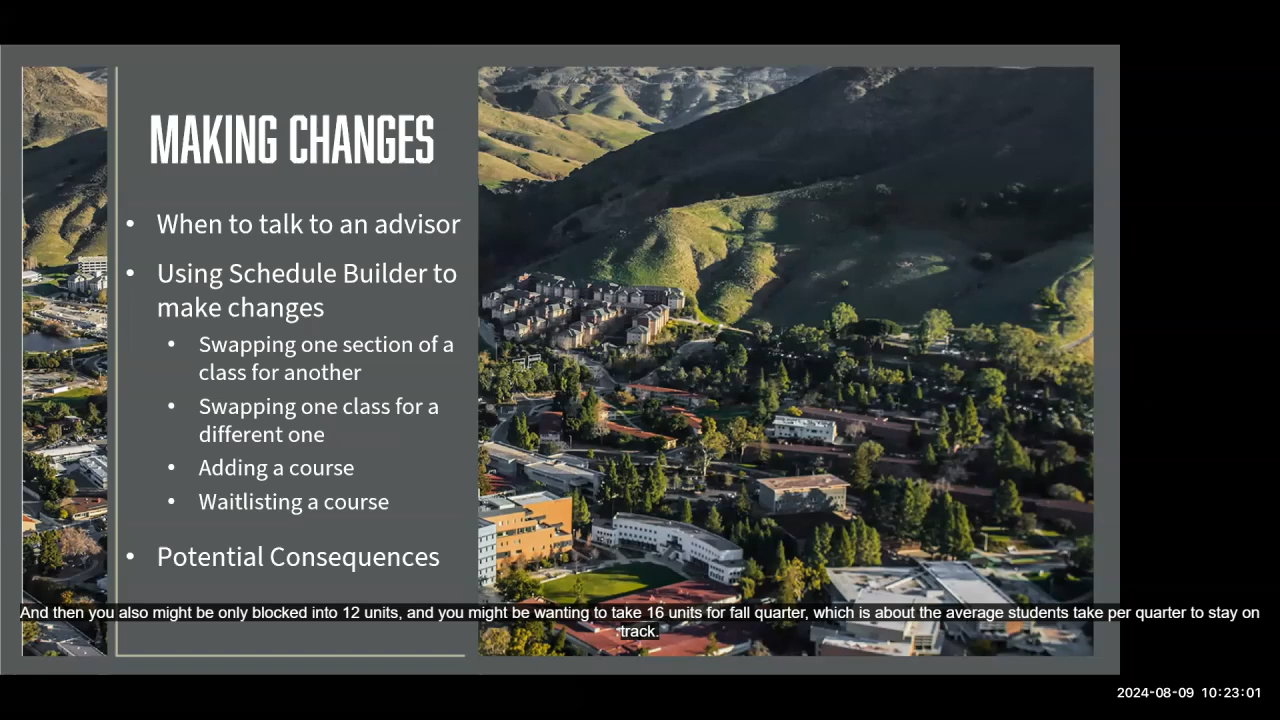 MAKING CHANGES
• When to talk to an advisor
• Using Schedule Builder to
make changes
• Swapping one section of a
class for another
• Swapping one class for a
different one
• Adding a course
• Waitlisting a course
• Potential Consequences
And then you also might be only blocked into 12 units, and you might be wanting to take 16 units for fall quarter, which is about the average students take per quarter to stay on
track.
2024-08-09 10:23:01